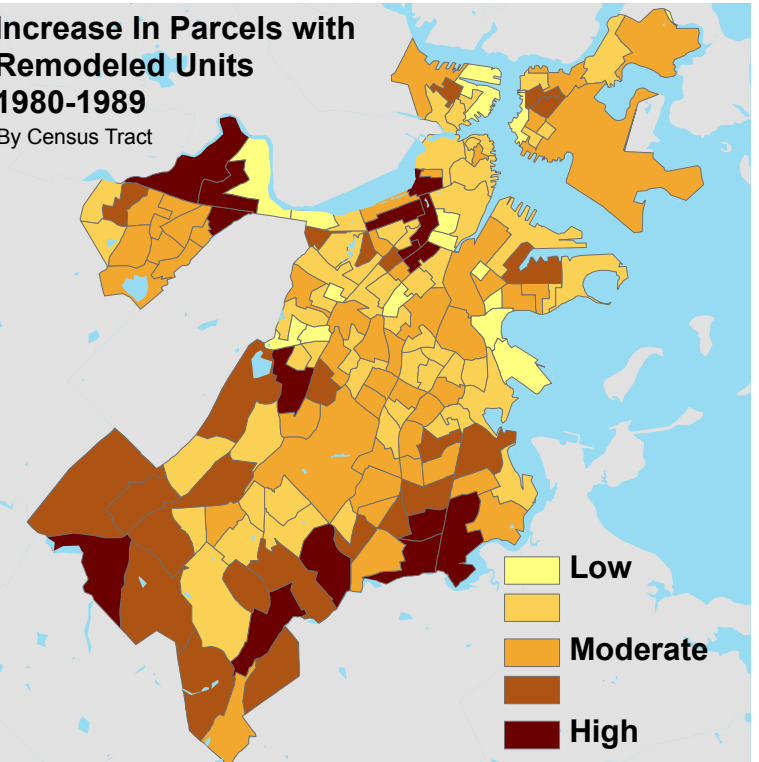 Increase In Parcels with
Remodeled Units
1980-1989
By Census Tract
Low
Moderate
High